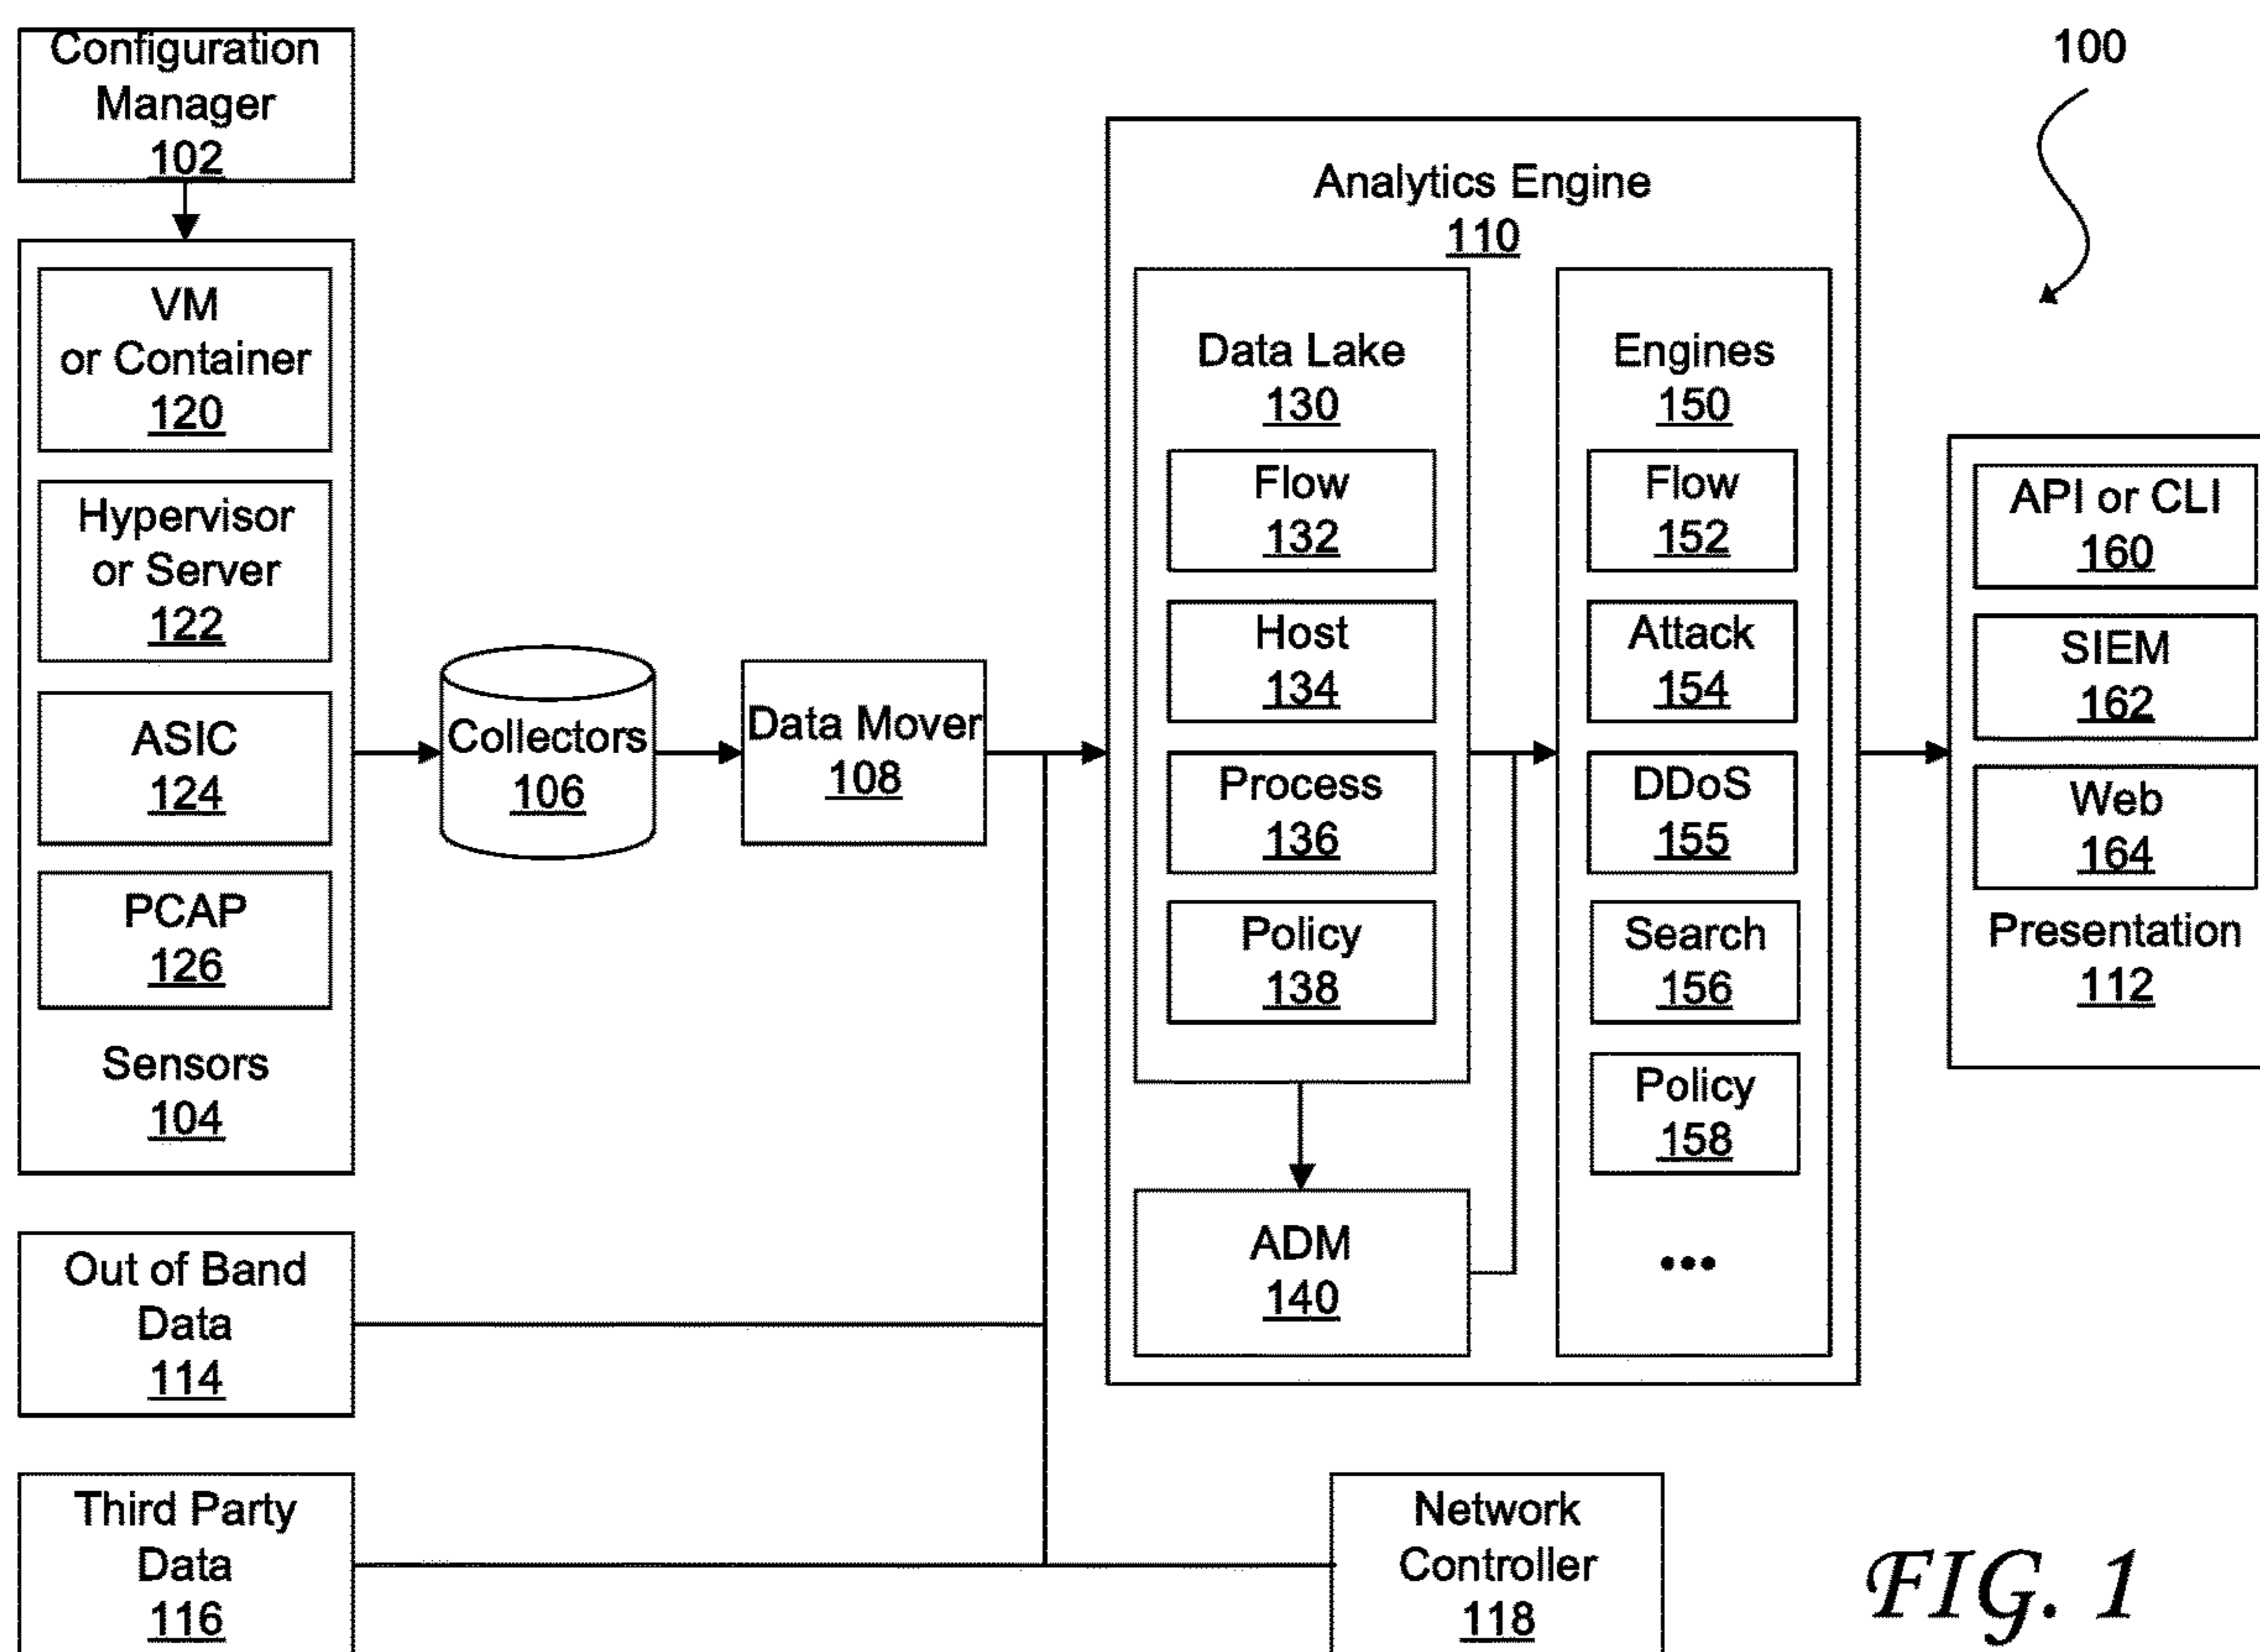 Configuration
Manager
102
100
VM
or Container
120
Hypervisor
or Server
122
ASIC
124
PCAP
126
Sensors
104
Collectors
106
Data Mover
108
Analytics Engine
110
Data Lake
130
Flow
132
Host
134
Process
136
Policy
138
ADM
140
Engines
150
Flow
152
Attack
154
DDoS
155
Search
156
Policy
158
•••
API or CLI
160
SIEM
162
Web
164
Presentation
112
Out of Band
Data
114
Third Party
Data
116
Network
Controller
118
FIG. 1